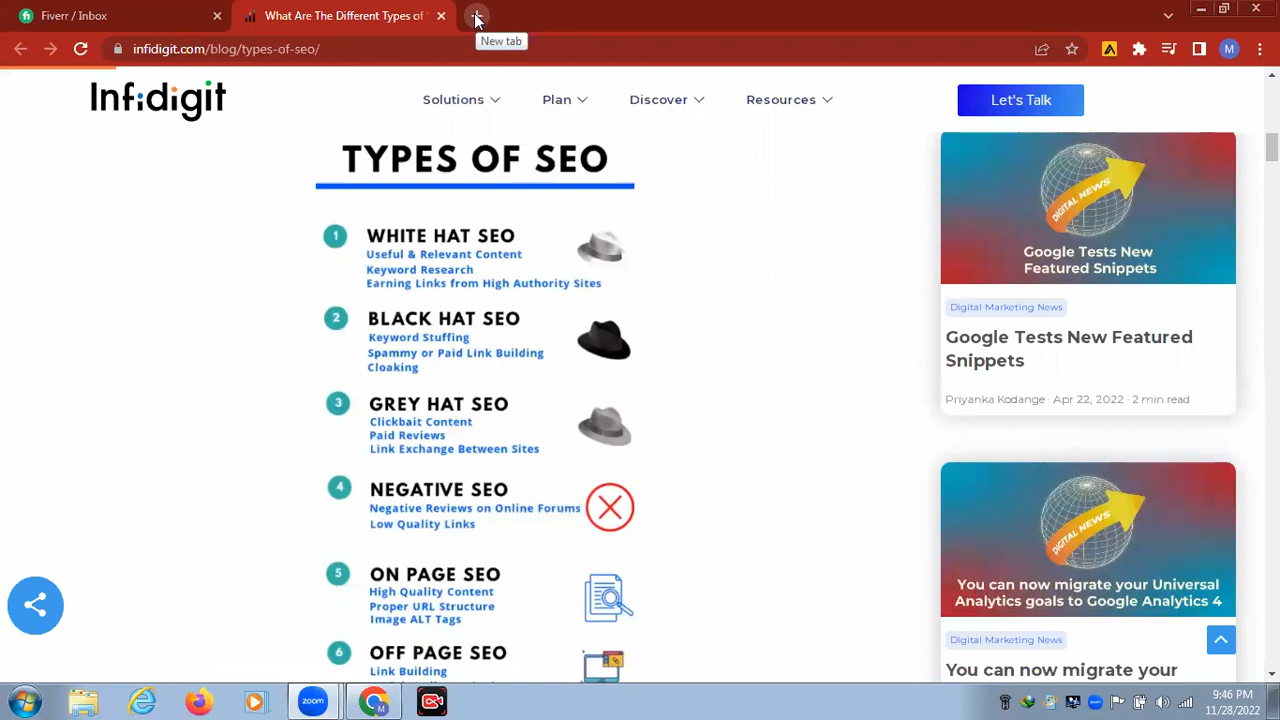 Fiverr / Inbox
What Are The Different Types of
New tab
infidigit.com/blog/types-of-seo/
M
Infidigit
Solutions
Plan
Discover
Resources
Let's Talk
TYPES OF SEO
1
WHITE HAT SEO
Useful & Relevant Content
Keyword Research
Earning Links from High Authority Sites
2
BLACK HAT SEO
Keyword Stuffing
Spammy or Paid Link Building
Cloaking
3
GREY HAT SEO
Clickbait Content
Paid Reviews
Link Exchange Between Sites
4
NEGATIVE SEO
Negative Reviews on Online Forums
Low Quality Links
5
ON PAGE SEO
High Quality Content
Proper URL Structure
Image ALT Tags
6
OFF PAGE SEO
Link Building
DIGITAL NEWS
Google Tests New
Featured Snippets
Digital Marketing News
Google Tests New Featured
Snippets
Priyanka Kodange · Apr 22, 2022 · 2 min read
DIGITAL NEWS
You can now migrate your Universal
Analytics goals to Google Analytics 4
Digital Marketing News
You can now migrate your
zoom
M
9:46 PM
11/28/2022